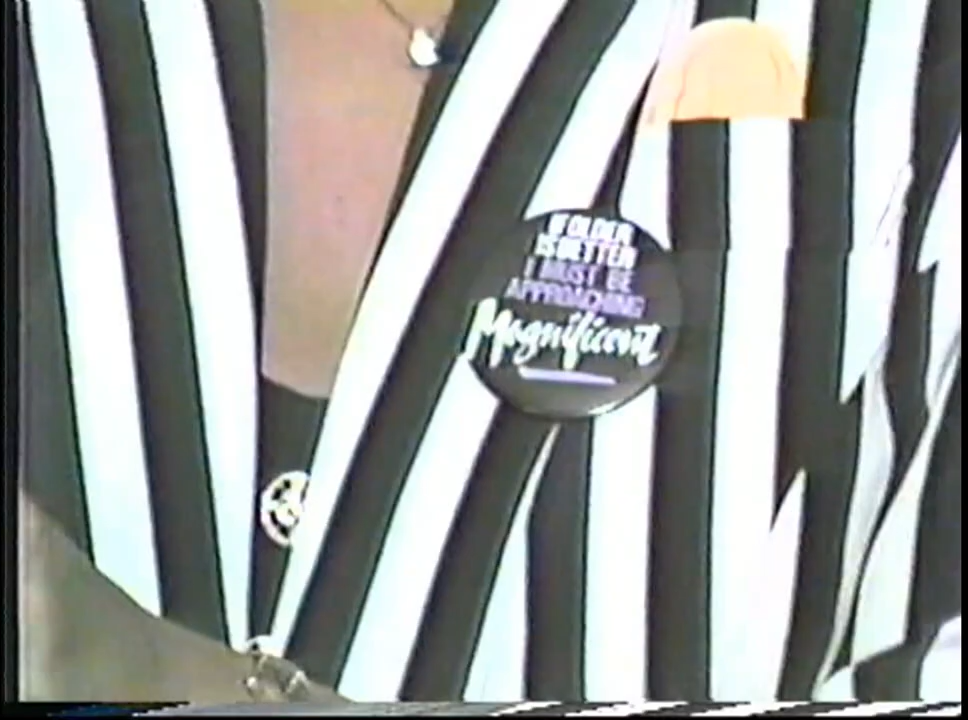 IF OLDER
IS BETTER
I MUST BE
APPROACHING
Magnificent